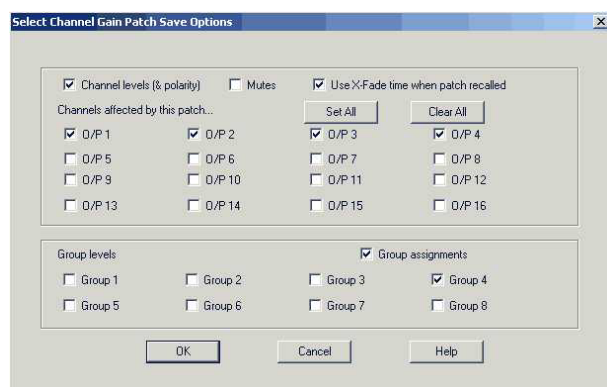 Select Channel Gain Patch Save Options
Channel levels (& polarity) Mutes Use X-Fade time when patch recalled
Channels affected by this patch... Set All Clear All
O/P 1 O/P 2 O/P 3 O/P 4
O/P 5 O/P 6 O/P 7 O/P 8
O/P 9 O/P 10 O/P 11 O/P 12
O/P 13 O/P 14 O/P 15 O/P 16
Group levels Group assignments
Group 1 Group 2 Group 3 Group 4
Group 5 Group 6 Group 7 Group 8
OK Cancel Help